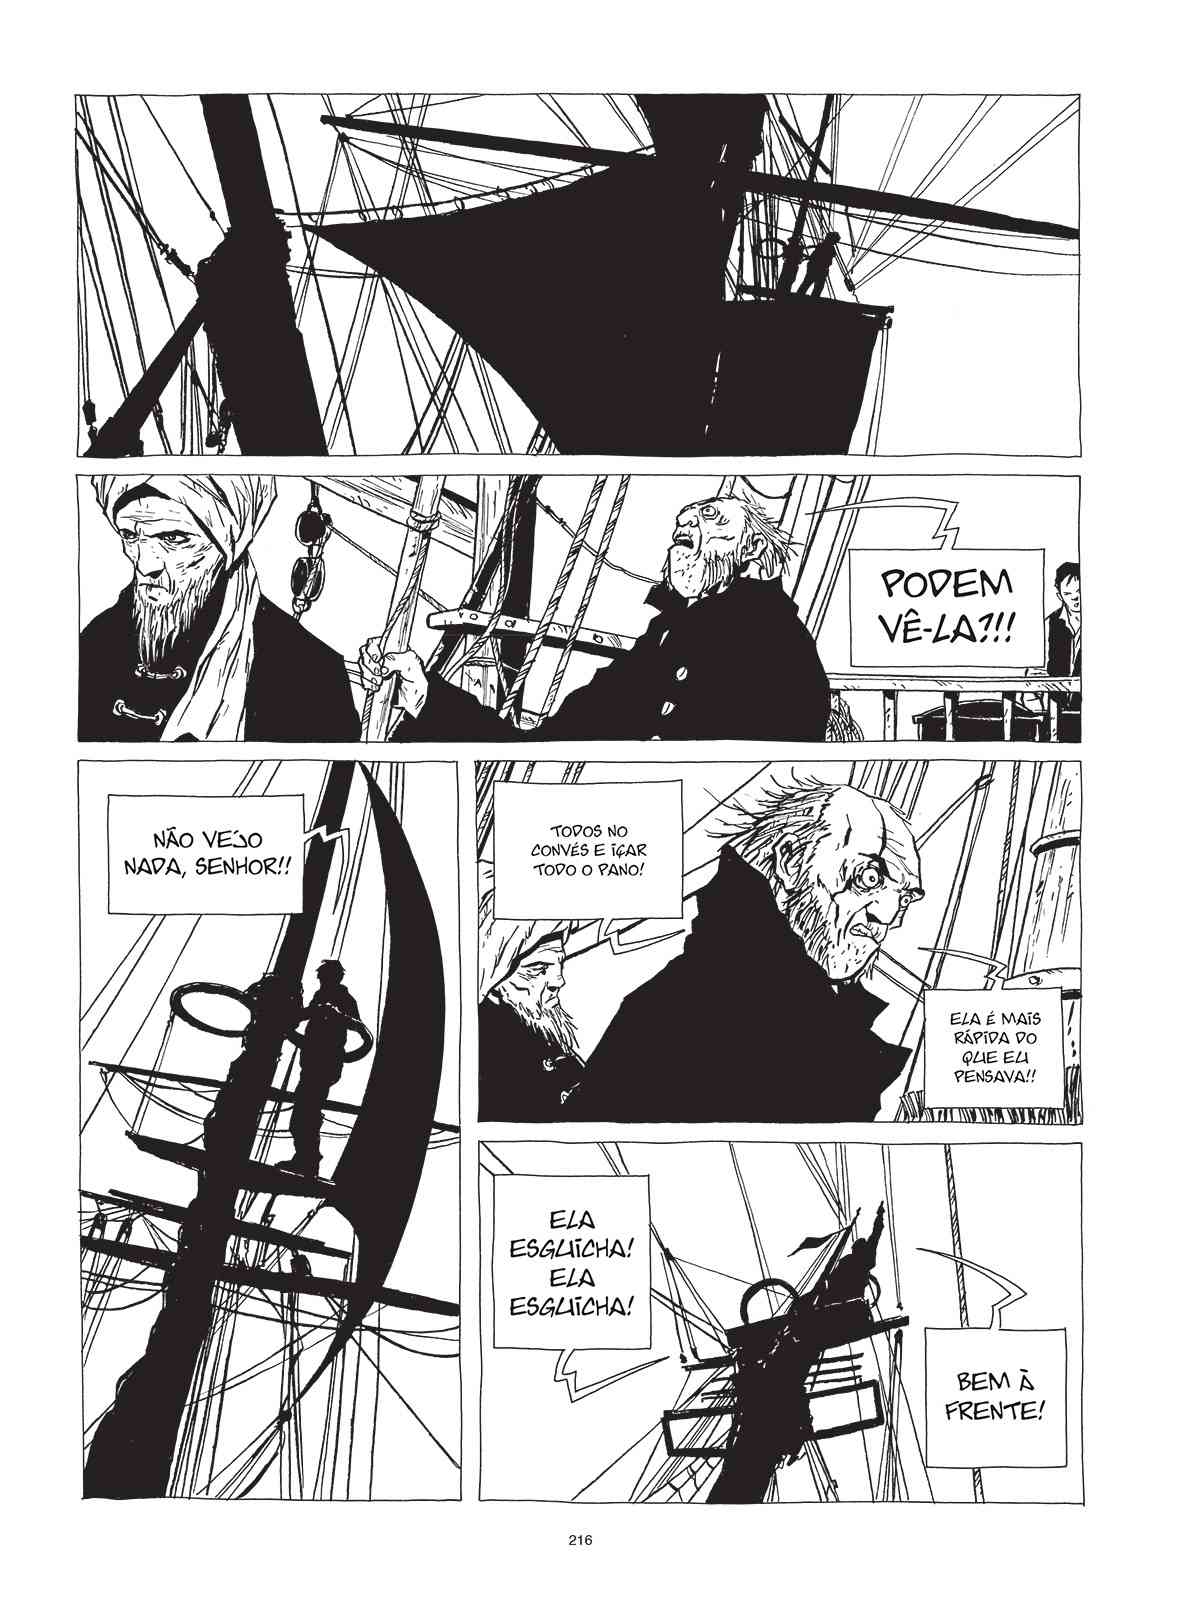 PODEM
VÊ-LA?!!!
NÃO VEJO
NADA, SENHOR!!
TODOS NO
CONVÉS E IÇAR
TODO O PANO!
ELA É MAIS
RÁPIDA DO
QUE EU
PENSAVA!!
ELA
ESGUICHA!
ELA
ESGUICHA!
BEM À
FRENTE!
216